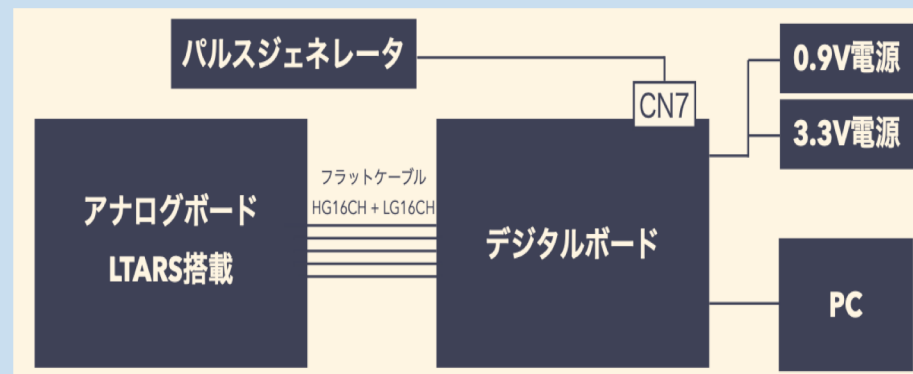 パルスジェネレータ
0.9V電源
CN7
3.3V電源
フラットケーブル
HG16CH + LG16CH
アナログボード
LTARS搭載
デジタルボード
PC